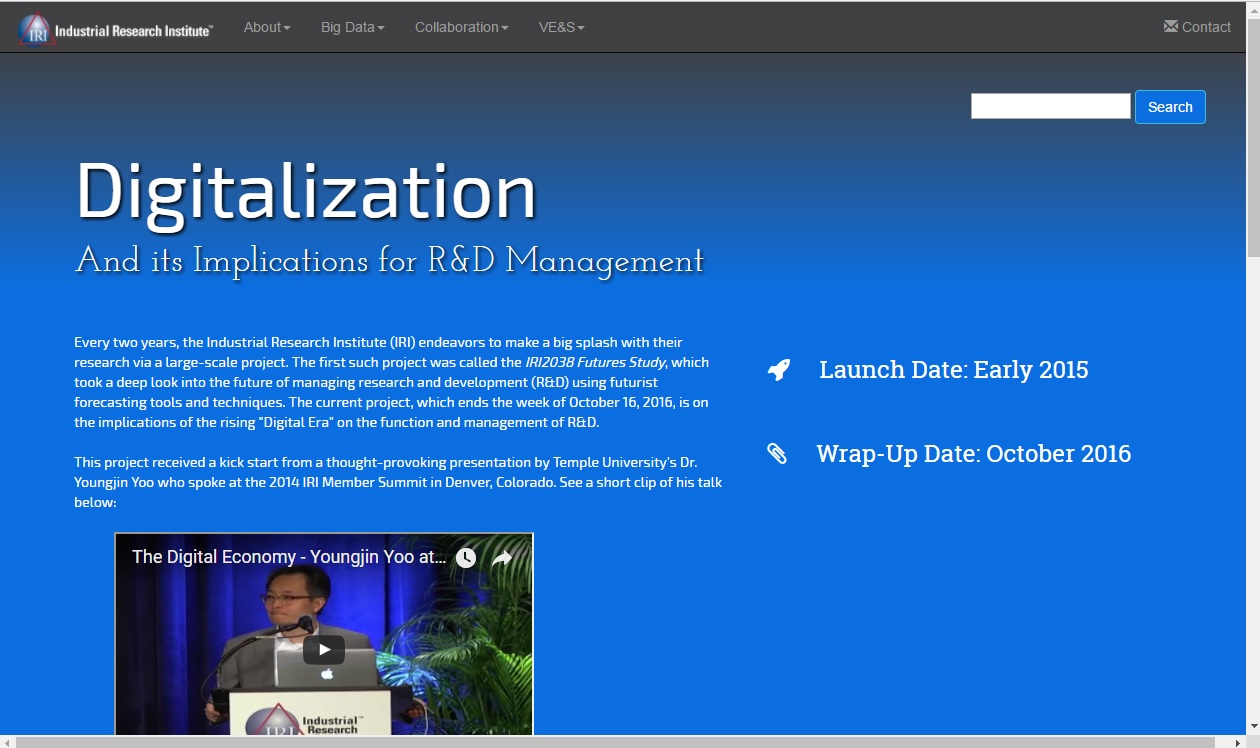 IRI Industrial Research Institute™ About Big Data Collaboration VE&S Contact
Search
Digitalization
And its Implications for R&D Management
Every two years, the Industrial Research Institute (IRI) endeavors to make a big splash with their
research via a large-scale project. The first such project was called the IRI2038 Futures Study, which
took a deep look into the future of managing research and development (R&D) using futurist
forecasting tools and techniques. The current project, which ends the week of October 16, 2016, is on
the implications of the rising "Digital Era" on the function and management of R&D.
This project received a kick start from a thought-provoking presentation by Temple University's Dr.
Youngjin Yoo who spoke at the 2014 IRI Member Summit in Denver, Colorado. See a short clip of his talk
below:
Launch Date: Early 2015
Wrap-Up Date: October 2016
The Digital Economy - Youngjin Yoo at...
IRI Industrial™
Research